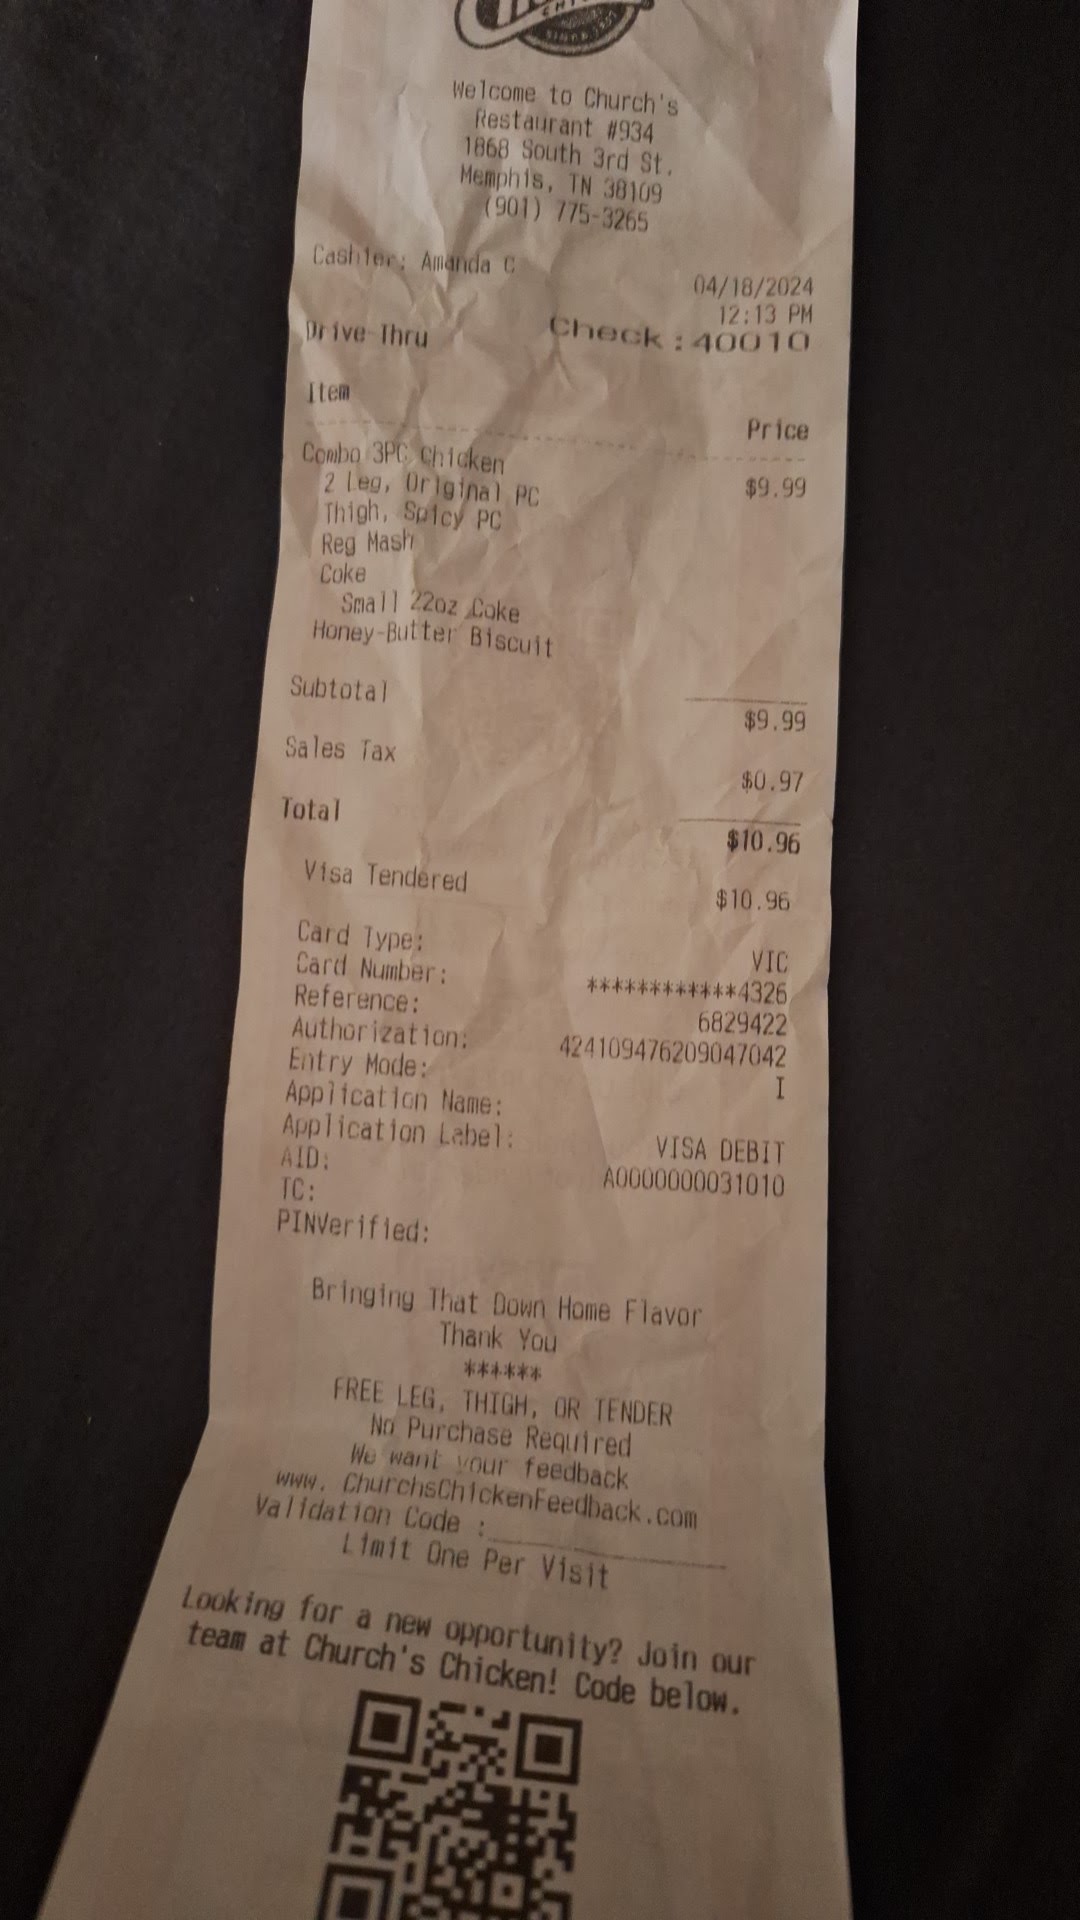 SINCE 1952
Welcome to Church's
Restaurant #934
1868 South 3rd St.
Memphis, TN 38109
(901) 775-3265
Cashier: Amanda C
04/18/2024
12:13 PM
Drive-Thru Check : 40010
Item Price
Combo 3PC Chicken $9.99
2 Leg, Original PC
Thigh, Spicy PC
Reg Mash
Coke
Small 22oz Coke
Honey-Butter Biscuit
Subtotal $9.99
Sales Tax $0.97
Total $10.96
Visa Tendered $10.96
Card Type: VIC
Card Number: ************4326
Reference: 6829422
Authorization: 424109476209047042
Entry Mode: I
Application Name:
Application Label: VISA DEBIT
AID: A0000000031010
TC:
PINVerified:
Bringing That Down Home Flavor
Thank You
******
FREE LEG, THIGH, OR TENDER
No Purchase Required
We want your feedback
www. ChurchsChickenFeedback.com
Validation Code :
Limit One Per Visit
Looking for a new opportunity? Join our
team at Church's Chicken! Code below.